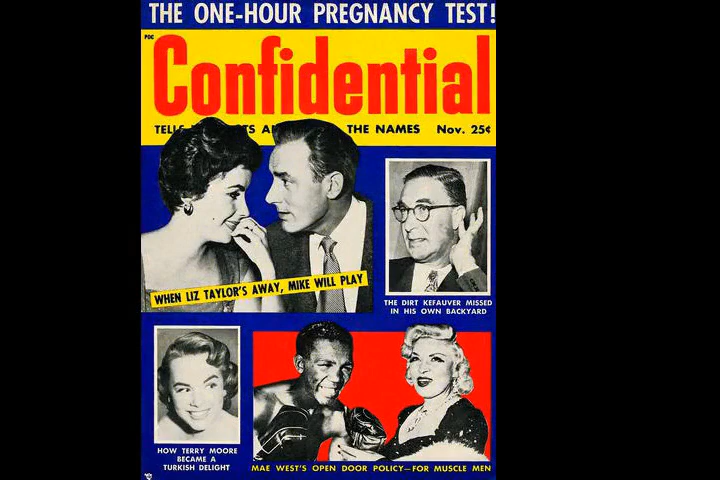 THE ONE-HOUR PREGNANCY TEST!
PDC
Confidential
TELLS THE NAMES Nov. 25¢
WHEN LIZ TAYLOR'S AWAY, MIKE WILL PLAY
THE DIRT KEFAUVER MISSED
IN HIS OWN BACKYARD
HOW TERRY MOORE
BECAME A
TURKISH DELIGHT
MAE WEST'S OPEN DOOR POLICY—FOR MUSCLE MEN